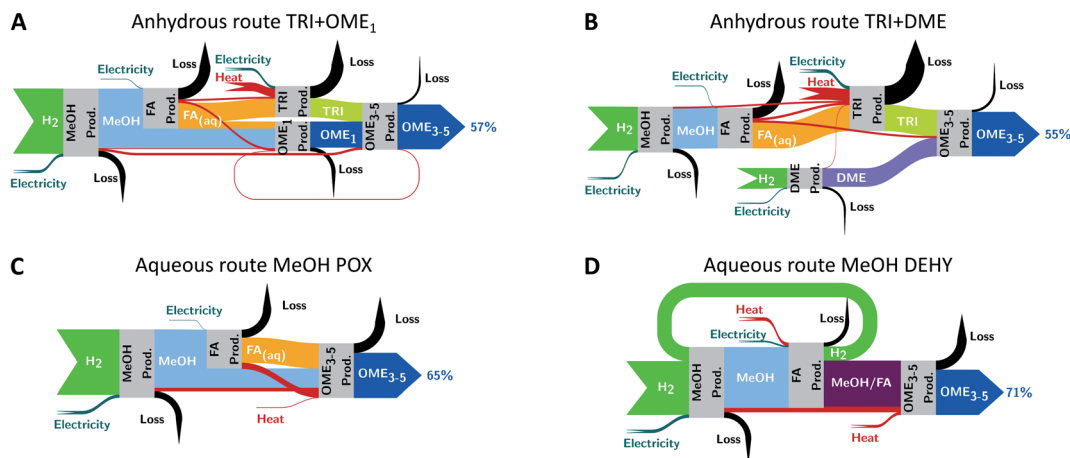 A
Anhydrous route TRI+OME1
Electricity
Loss
Electricity
Heat
Loss
Loss
H2
MeOH Prod.
MeOH
FA Prod.
FA(aq)
TRI Prod.
TRI
OME1 Prod.
OME1
OME3-5 Prod.
OME3-5
57%
Electricity
Loss
Loss
B
Anhydrous route TRI+DME
Electricity
Loss
Electricity
Heat
Loss
Loss
H2
MeOH Prod.
MeOH
FA Prod.
FA(aq)
TRI Prod.
TRI
OME3-5 Prod.
OME3-5
55%
Electricity
Loss
H2
DME Prod.
DME
Electricity
Loss
C
Aqueous route MeOH POX
Electricity
Loss
Loss
H2
MeOH Prod.
MeOH
FA Prod.
FA(aq)
OME3-5 Prod.
OME3-5
65%
Electricity
Loss
Heat
D
Aqueous route MeOH DEHY
Heat
Electricity
Loss
Loss
H2
MeOH Prod.
MeOH
FA Prod.
H2
MeOH/FA
OME3-5 Prod.
OME3-5
71%
Electricity
Loss
Heat